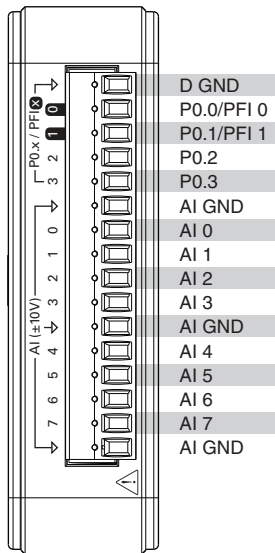 D GND
P0.0/PFI 0
P0.1/PFI 1
P0.2
P0.3
AI GND
AI 0
AI 1
AI 2
AI 3
AI GND
AI 4
AI 5
AI 6
AI 7
AI GND
P0.x / PFI X
0
1
2
3
AI (±10V)
0
1
2
3
4
5
6
7